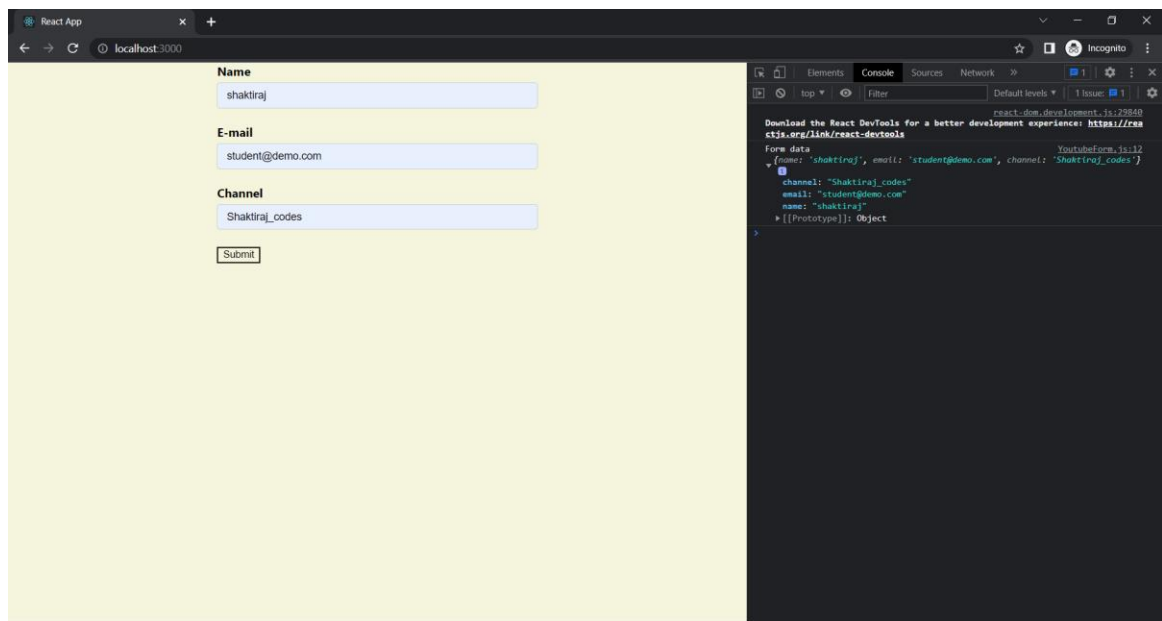 React App
localhost:3000
Incognito
Name
shaktiraj
E-mail
student@demo.com
Channel
Shaktiraj_codes
Submit
Elements Console Sources Network » 1
top ▼ Filter Default levels ▼ 1 Issue: 1
react-dom.development.js:29840
Download the React DevTools for a better development experience: https://rea
ctjs.org/link/react-devtools
Form data YoutubeForm.js:12
{name: 'shaktiraj', email: 'student@demo.com', channel: 'Shaktiraj_codes'}
i
channel: "Shaktiraj_codes"
email: "student@demo.com"
name: "shaktiraj"
[[Prototype]]: Object